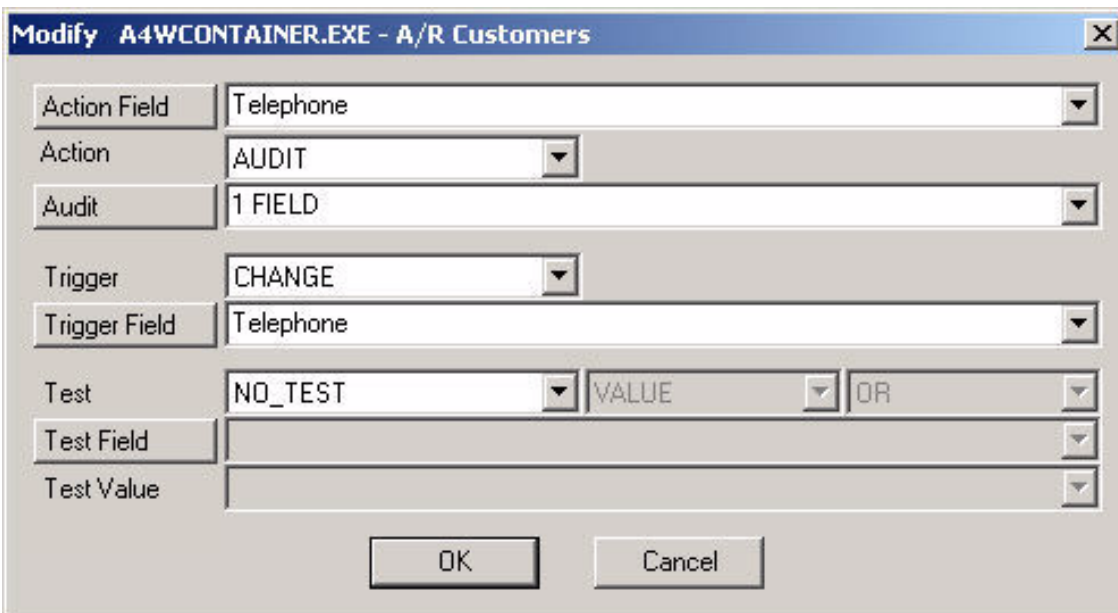 Modify A4WCONTAINER.EXE - A/R Customers
Action Field Telephone
Action AUDIT
Audit 1 FIELD
Trigger CHANGE
Trigger Field Telephone
Test NO_TEST VALUE OR
Test Field
Test Value
OK Cancel